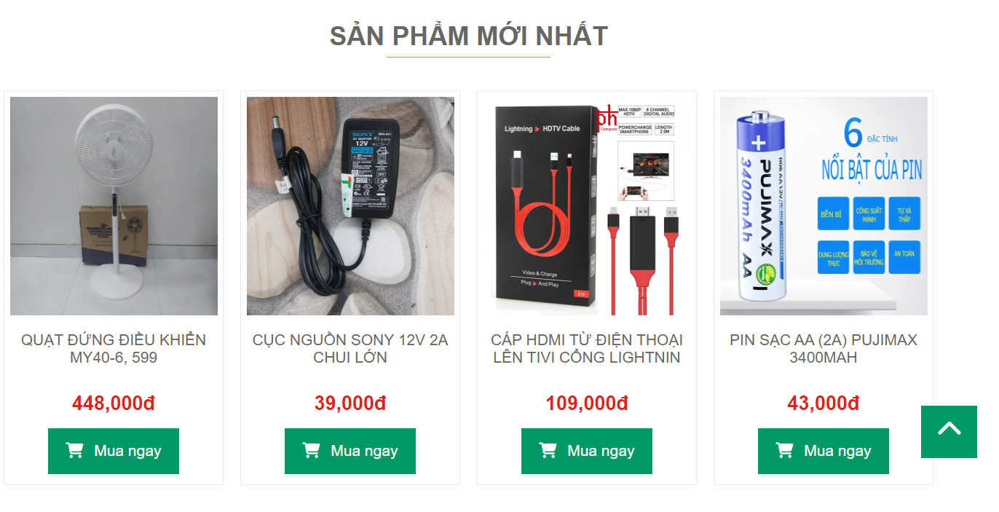 SẢN PHẨM MỚI NHẤT
SONY
AC ADAPTER
12V
Lightning ▶ HDTV Cable
Video & Charge
Plug ▶ And Play
2m
ph
Company
MAX.1080P
HDTV
8 CHANNEL
DIGITAL AUDIO
POWERCHARGE
SMARTPHONE
LENGTH
2.0M
+
PUJIMAX
3400mAh
AA
6 ĐẶC TÍNH
NỔI BẬT CỦA PIN
BỀN BỈ
CÔNG SUẤT
MẠNH
TỰ XẢ
THẤP
DUNG LƯỢNG
THỰC
BẢO VỆ
MÔI TRƯỜNG
AN TOÀN
QUẠT ĐỨNG ĐIỀU KHIỂN
MY40-6, 599
448,000đ
Mua ngay
CỤC NGUỒN SONY 12V 2A
CHUI LỚN
39,000đ
Mua ngay
CÁP HDMI TỪ ĐIỆN THOẠI
LÊN TIVI CỔNG LIGHTNIN
109,000đ
Mua ngay
PIN SẠC AA (2A) PUJIMAX
3400MAH
43,000đ
Mua ngay